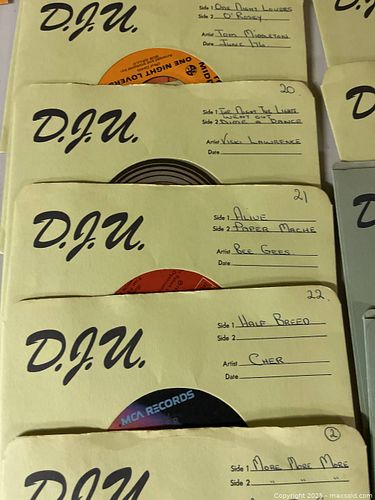 D.J.U.
Side 1 One Night Lovers
Side 2 O'Rosey
Artist Tom Middleton
Date
ONE NIGHT LOVERS
20
D.J.U.
Side 1 The Night The Lights
Went Out
Side 2 Dime A Dance
Artist Vicki Lawrence
Date
21
D.J.U.
Side 1 Alive
Side 2 Paper Mache
Artist Bee Gees
Date
22
D.J.U.
Side 1 Half Breed
Side 2
Artist Cher
Date
MCA RECORDS
2
D.J.U.
Side 1 More More More
Side 2 " " "
Copyright 2025 - maxsold.com